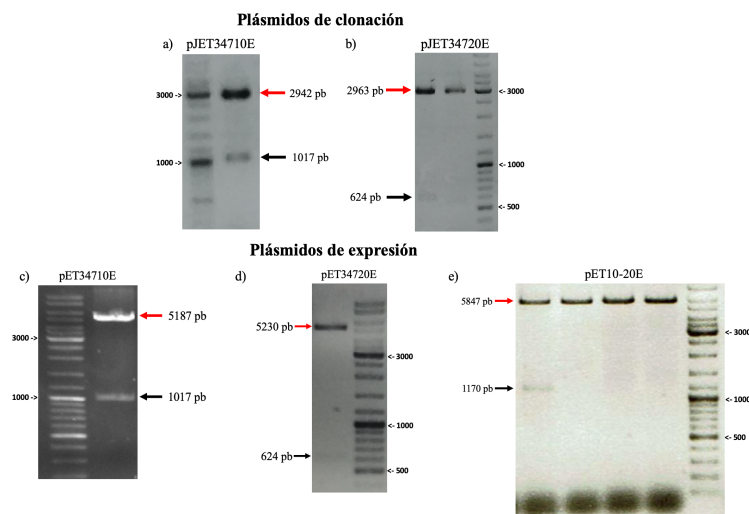 Plásmidos de clonación
a) pJET34710E
3000 ->
2942 pb
1000 ->
1017 pb
b) pJET34720E
2963 pb
<- 3000
<- 1000
624 pb
<- 500
Plásmidos de expresión
c) pET34710E
5187 pb
3000 ->
1000 ->
1017 pb
d) pET34720E
5230 pb
<- 3000
<- 1000
624 pb
<- 500
e) pET10-20E
5847 pb
<- 3000
1170 pb
<- 1000
<- 500